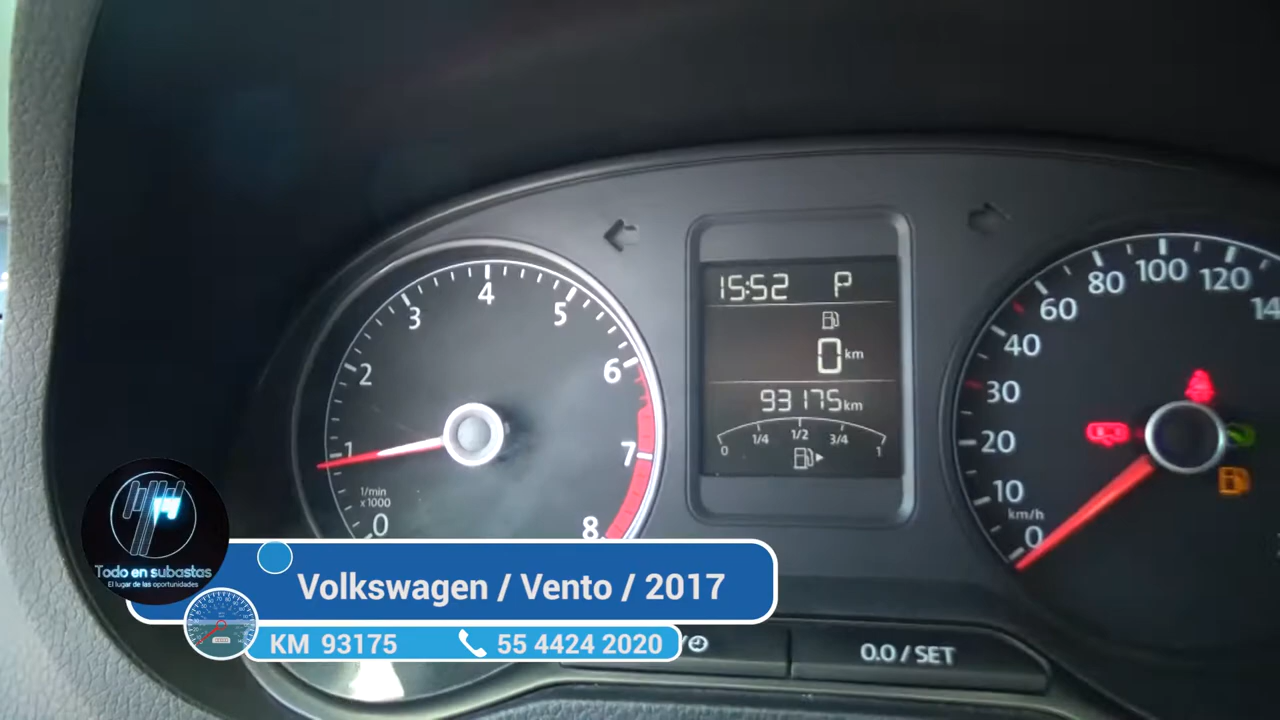 15:52 P
0 km
93175 km
0 1/4 1/2 3/4 1
0 1 2 3 4 5 6 7 8
1/min
x1000
0 10 20 30 40 60 80 100 120
km/h
0.0 / SET
Todo en subastas
El lugar de las oportunidades
Volkswagen / Vento / 2017
KM 93175
55 4424 2020